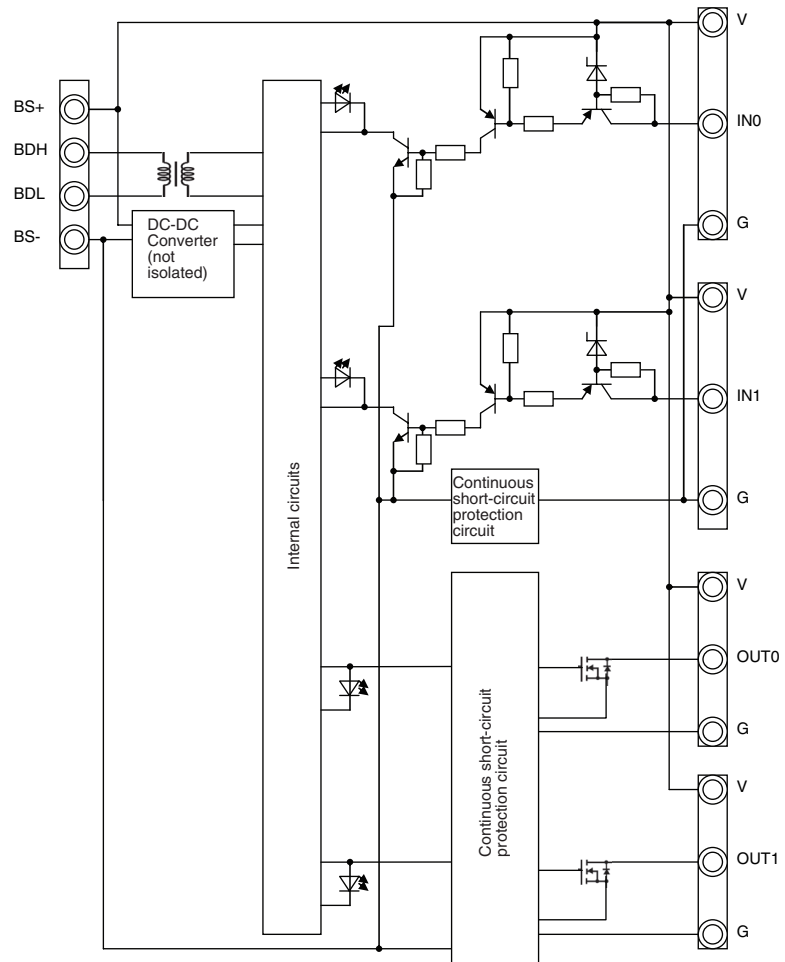 V
BS+
BDH
BDL
BS-
DC-DC
Converter
(not
isolated)
IN0
G
V
IN1
G
Internal circuits
Continuous
short-circuit
protection
circuit
V
OUT0
G
Continuous short-circuit
protection circuit
V
OUT1
G